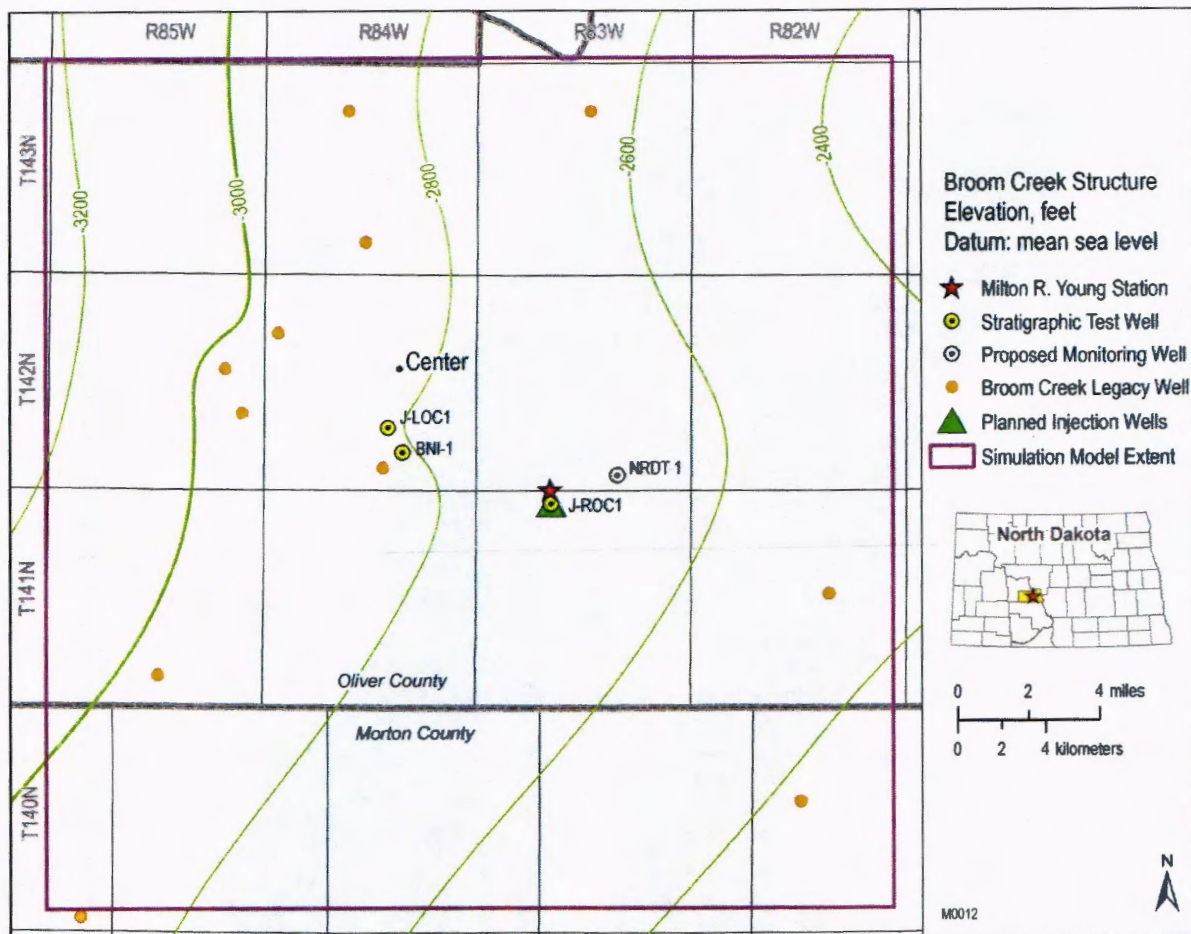 R85W
R84W
R83W
R82W
T143N
T142N
T141N
T140N
-3200
-3000
-2800
-2600
-2400
Center
J-LOC1
BNI-1
NRDT 1
J-ROC1
Oliver County
Morton County
Broom Creek Structure
Elevation, feet
Datum: mean sea level
Milton R. Young Station
Stratigraphic Test Well
Proposed Monitoring Well
Broom Creek Legacy Well
Planned Injection Wells
Simulation Model Extent
North Dakota
0 2 4 miles
0 2 4 kilometers
N
M0012